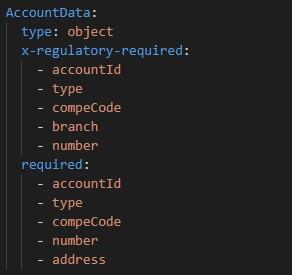 AccountData:
type: object
x-regulatory-required:
- accountId
- type
- compeCode
- branch
- number
required:
- accountId
- type
- compeCode
- number
- address